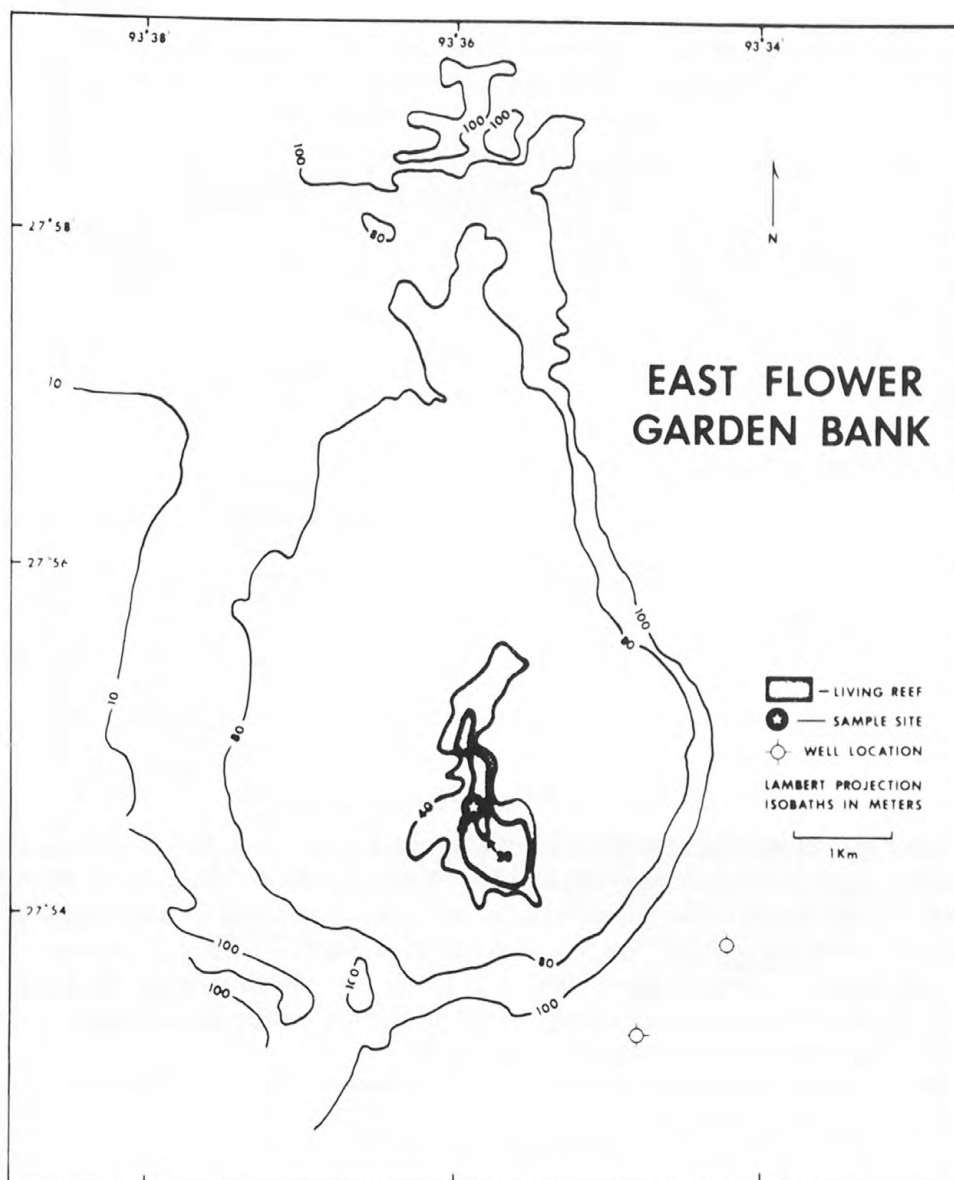 93°38'
93°36'
93°34'
100
100
100
27°58'
80
N
10
EAST FLOWER
GARDEN BANK
27°56
100
80
10
80
– LIVING REEF
— SAMPLE SITE
WELL LOCATION
LAMBERT PROJECTION
ISOBATHS IN METERS
1Km
40
27°54
100
80
100
100
100